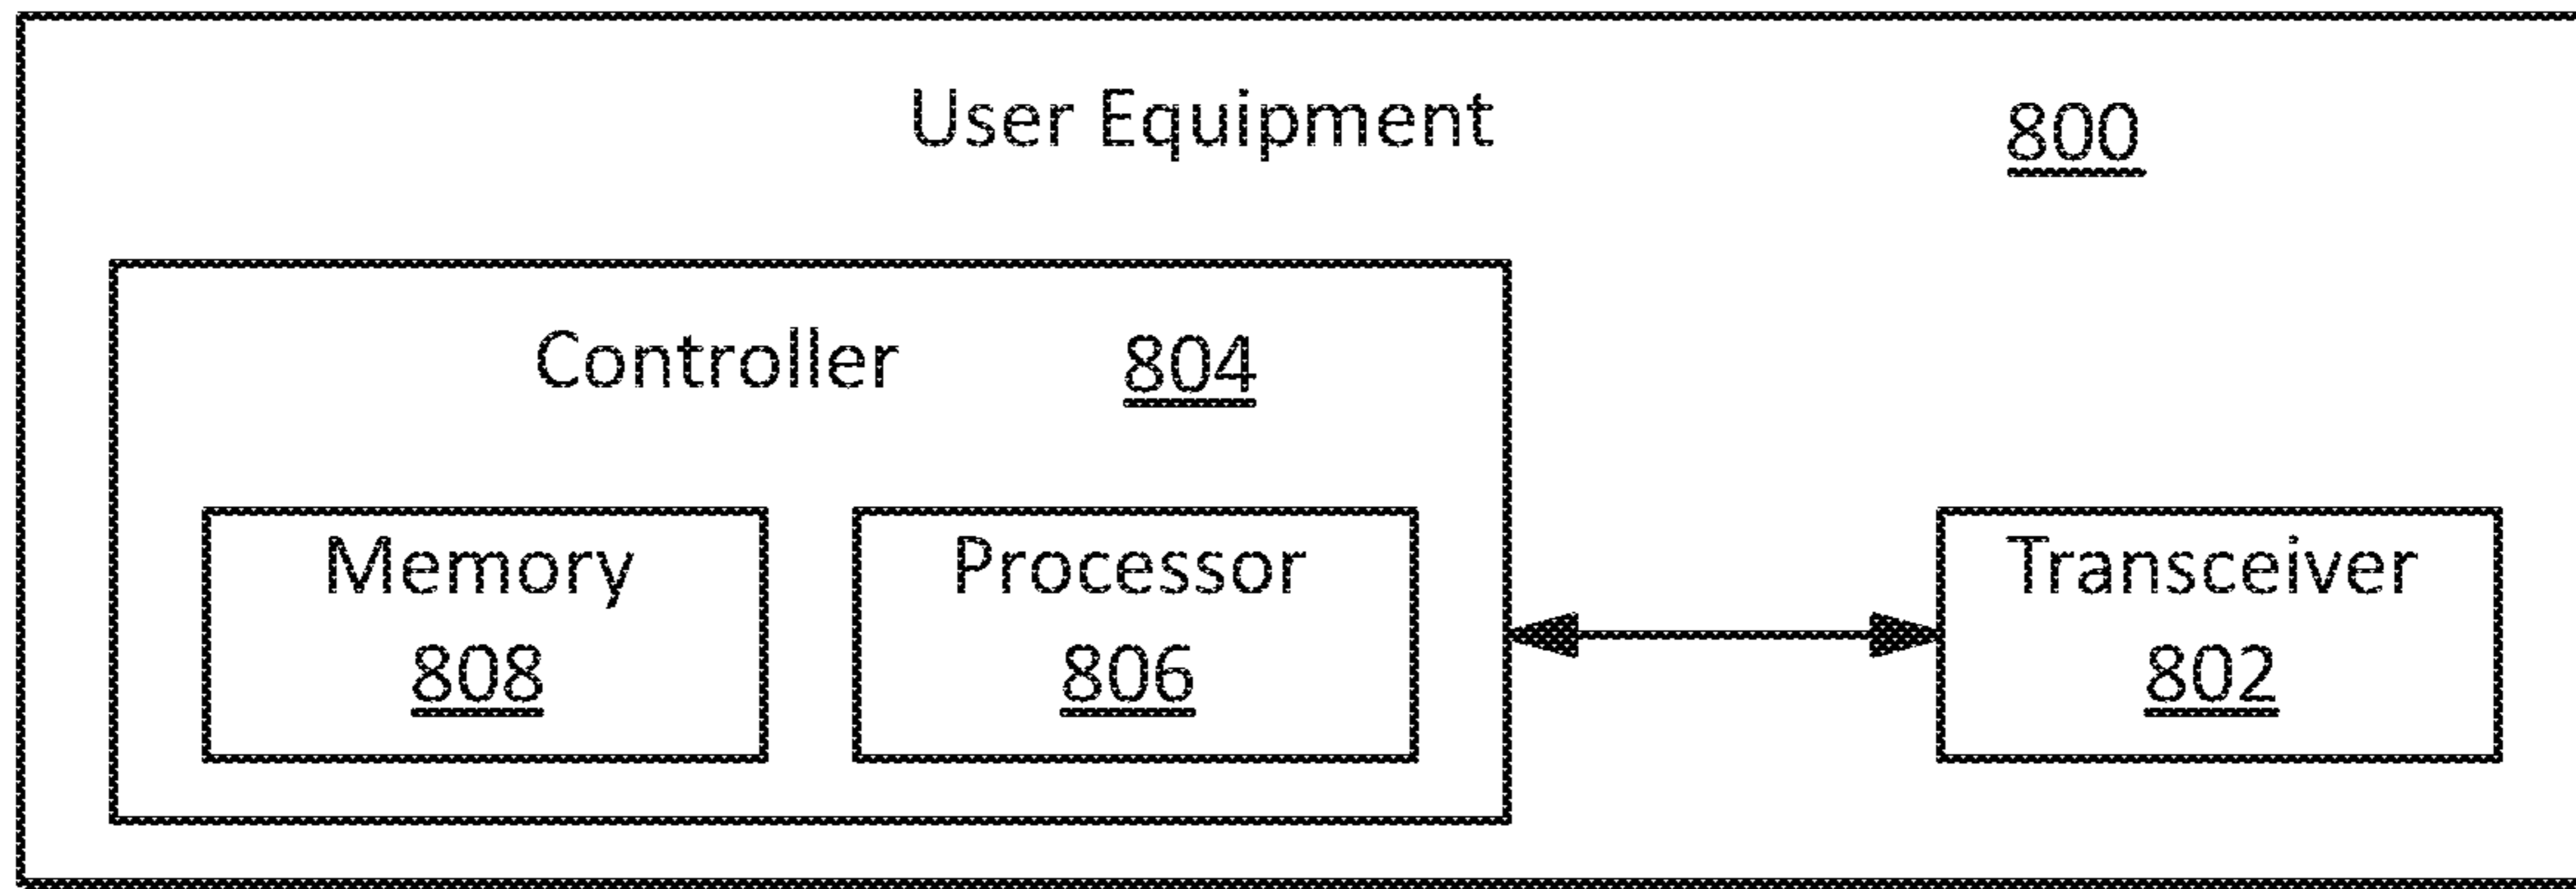 User Equipment 800
Controller 804
Memory
808
Processor
806
Transceiver
802